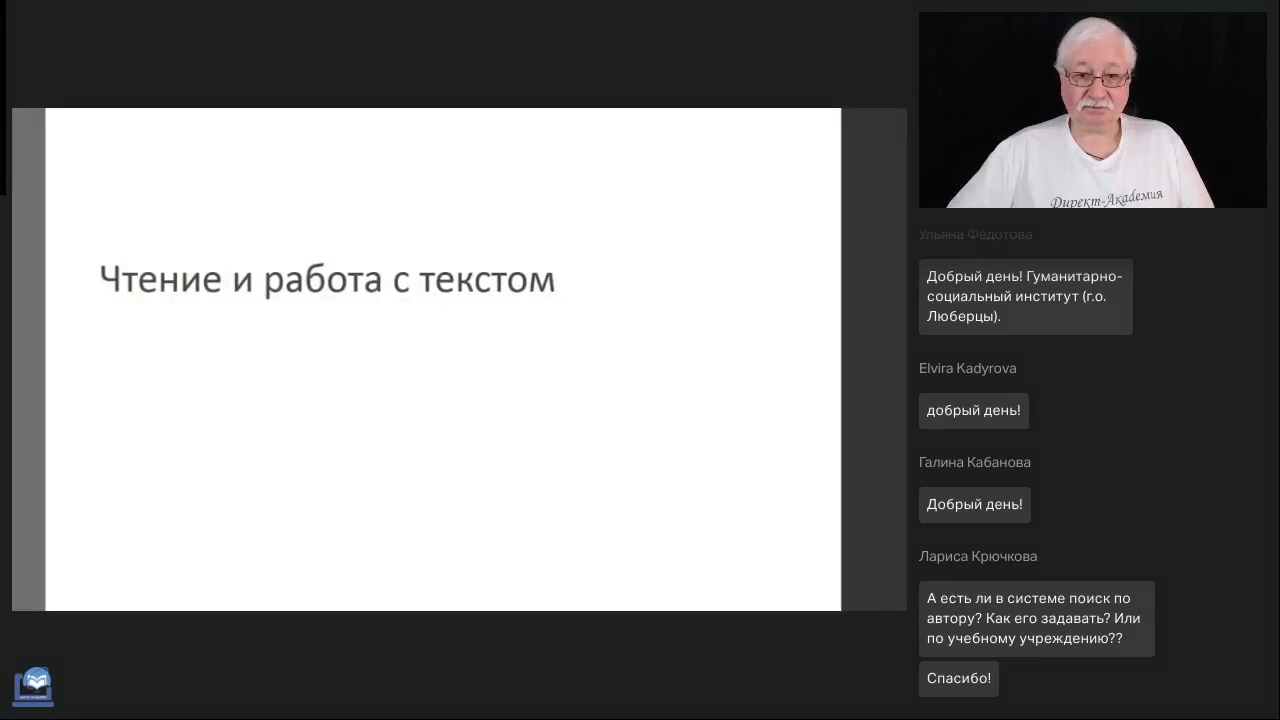 Чтение и работа с текстом
Директ-Академия
Ульяна Федотова
Добрый день! Гуманитарно-
социальный институт (г.о.
Люберцы).
Elvira Kadyrova
добрый день!
Галина Кабанова
Добрый день!
Лариса Крючкова
А есть ли в системе поиск по
автору? Как его задавать? Или
по учебному учреждению??
Спасибо!